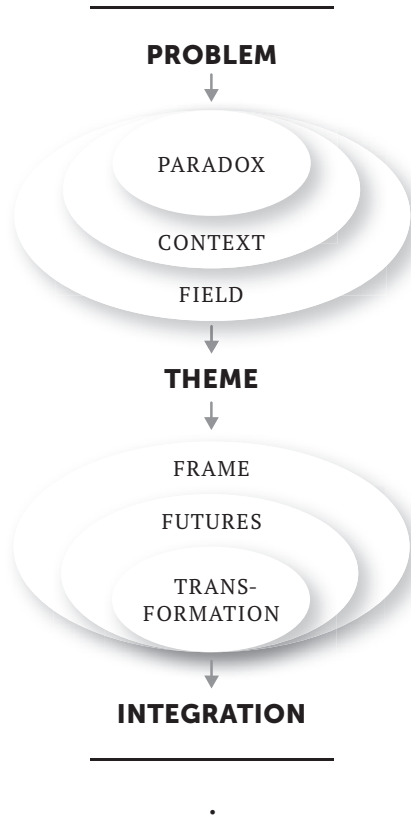 PROBLEM
PARADOX
CONTEXT
FIELD
THEME
FRAME
FUTURES
TRANS-
FORMATION
INTEGRATION
.